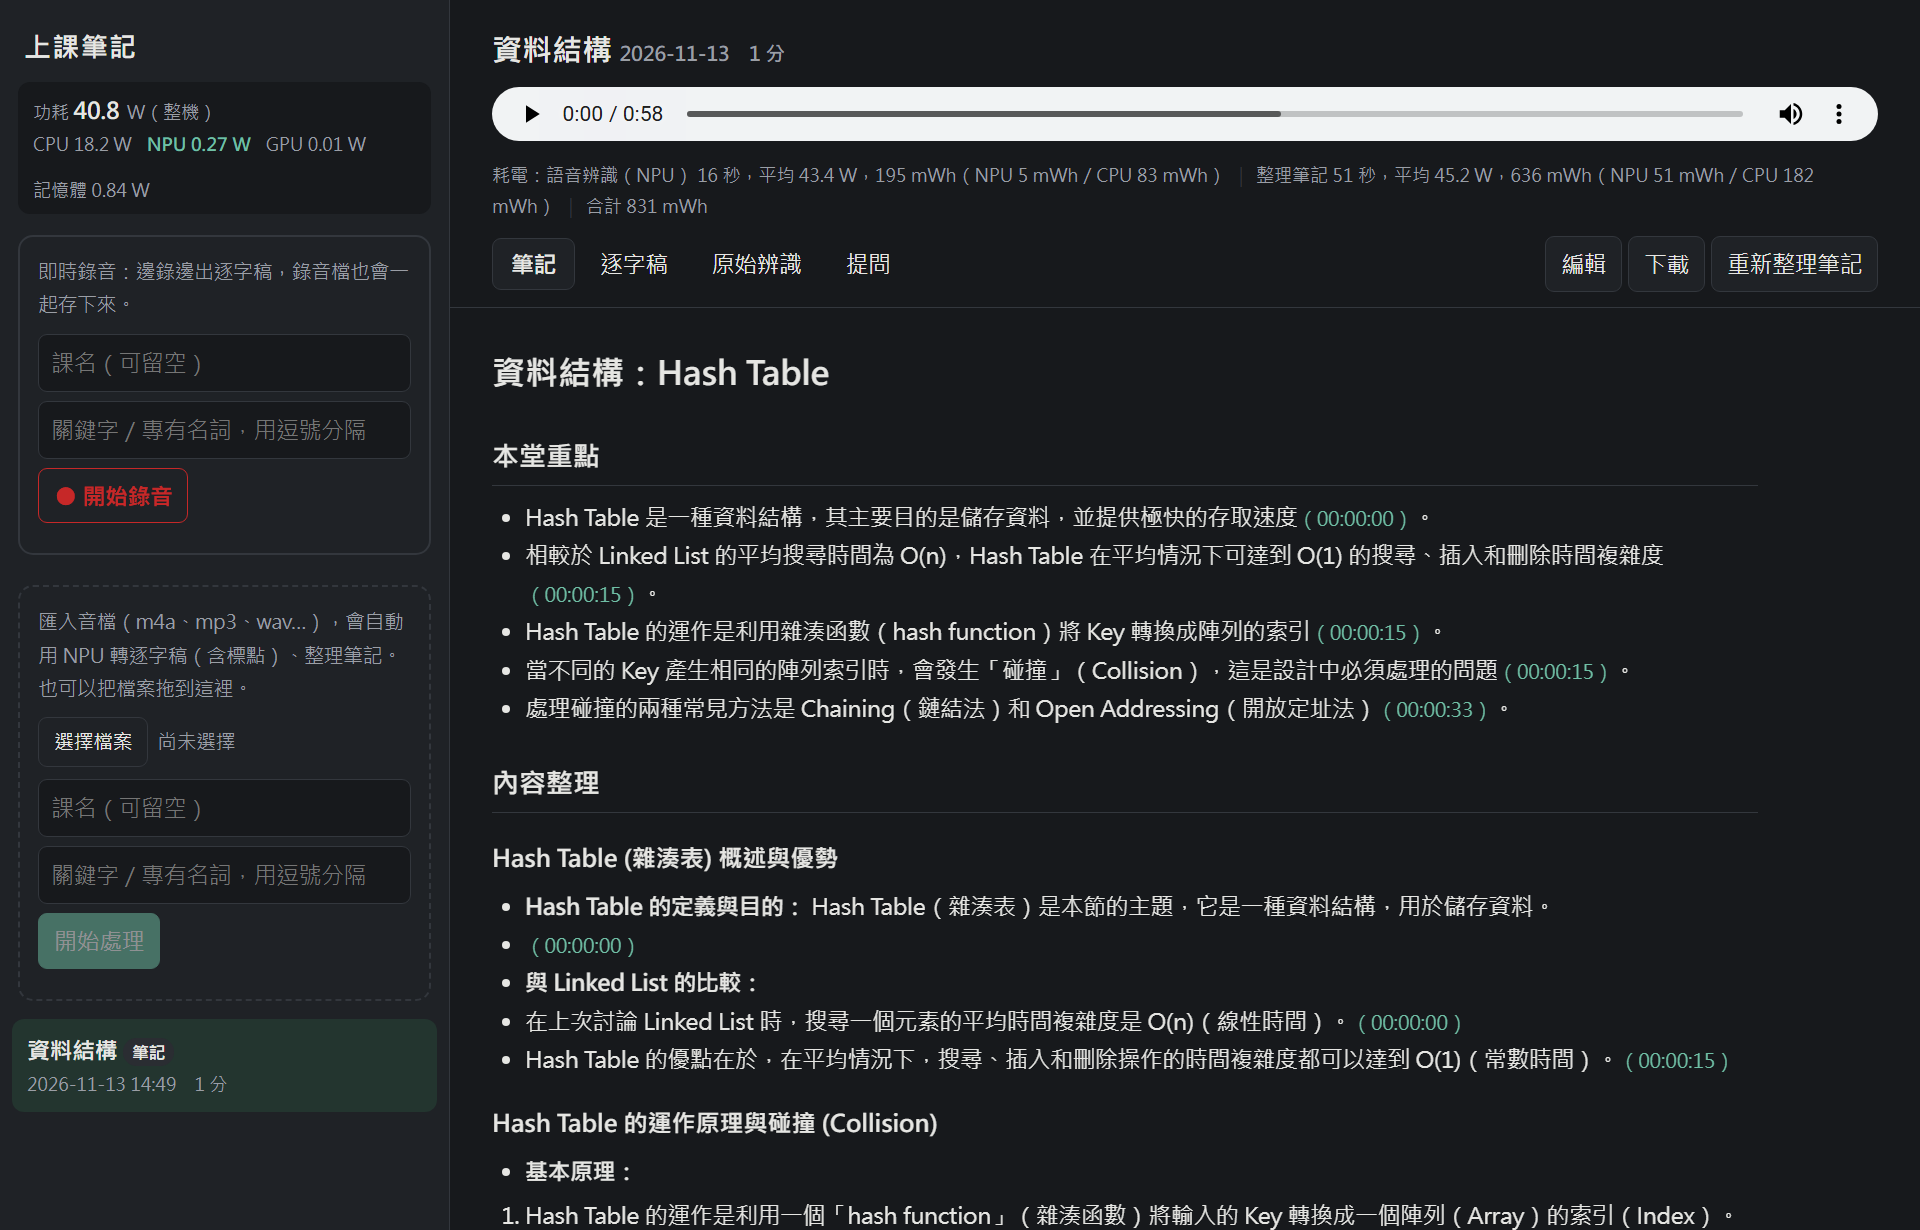 上課筆記
功耗 40.8 W（整機）
CPU 18.2 W NPU 0.27 W GPU 0.01 W
記憶體 0.84 W
即時錄音：邊錄邊出逐字稿，錄音檔也會一
起存下來。
課名（可留空）
關鍵字 / 專有名詞，用逗號分隔
開始錄音
匯入音檔（m4a、mp3、wav…），會自動
用 NPU 轉逐字稿（含標點）、整理筆記。
也可以把檔案拖到這裡。
選擇檔案 尚未選擇
課名（可留空）
關鍵字 / 專有名詞，用逗號分隔
開始處理
資料結構 筆記
2026-11-13 14:49 1 分
資料結構 2026-11-13 1 分
0:00 / 0:58
耗電：語音辨識（NPU）16 秒，平均 43.4 W，195 mWh（NPU 5 mWh / CPU 83 mWh）｜ 整理筆記 51 秒，平均 45.2 W，636 mWh（NPU 51 mWh / CPU 182
mWh）｜ 合計 831 mWh
筆記 逐字稿 原始辨識 提問 編輯 下載 重新整理筆記
資料結構：Hash Table
本堂重點
• Hash Table 是一種資料結構，其主要目的是儲存資料，並提供極快的存取速度（00:00:00）。
• 相較於 Linked List 的平均搜尋時間為 O(n)，Hash Table 在平均情況下可達到 O(1) 的搜尋、插入和刪除時間複雜度
（00:00:15）。
• Hash Table 的運作是利用雜湊函數（hash function）將 Key 轉換成陣列的索引（00:00:15）。
• 當不同的 Key 產生相同的陣列索引時，會發生「碰撞」（Collision），這是設計中必須處理的問題（00:00:15）。
• 處理碰撞的兩種常見方法是 Chaining（鏈結法）和 Open Addressing（開放定址法）（00:00:33）。
內容整理
Hash Table (雜湊表) 概述與優勢
• Hash Table 的定義與目的： Hash Table（雜湊表）是本節的主題，它是一種資料結構，用於儲存資料。
• （00:00:00）
• 與 Linked List 的比較：
• 在上次討論 Linked List 時，搜尋一個元素的平均時間複雜度是 O(n)（線性時間）。（00:00:00）
• Hash Table 的優點在於，在平均情況下，搜尋、插入和刪除操作的時間複雜度都可以達到 O(1)（常數時間）。（00:00:15）
Hash Table 的運作原理與碰撞 (Collision)
• 基本原理：
1. Hash Table 的運作是利用一個「hash function」（雜湊函數）將輸入的 Key 轉換成一個陣列（Array）的索引（Index）。